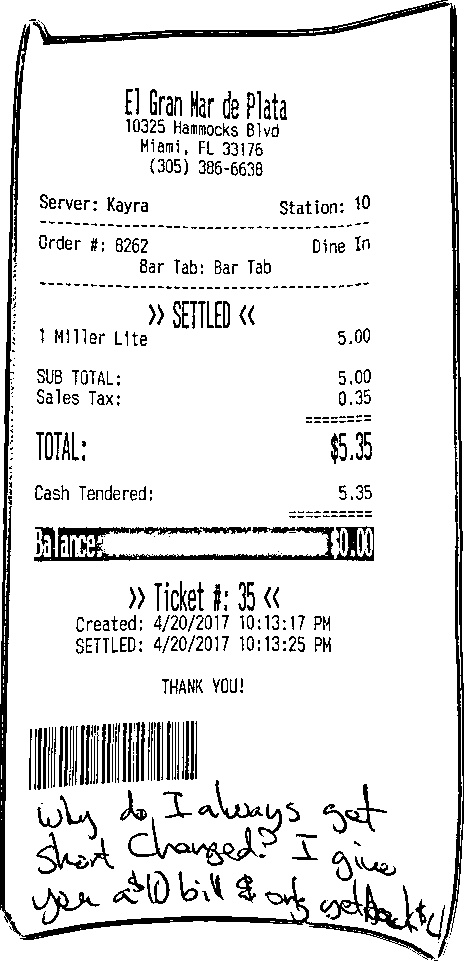 El Gran Mar de Plata
10325 Hammocks Blvd
Miami, FL 33176
(305) 386-6638
Server: Kayra Station: 10
Order #: 8262 Dine In
Bar Tab: Bar Tab
>> SETTLED <<
1 Miller Lite 5.00
SUB TOTAL: 5.00
Sales Tax: 0.35
TOTAL: $5.35
Cash Tendered: 5.35
Balance: $0.00
>> Ticket #: 35 <<
Created: 4/20/2017 10:13:17 PM
SETTLED: 4/20/2017 10:13:25 PM
THANK YOU!
Why do I always get
short changed? I give
you a $10 bill & only get back $4